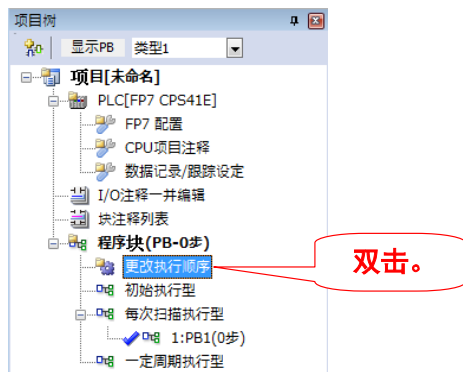 项目树
显示PB 类型1
项目[未命名]
PLC[FP7 CPS41E]
FP7 配置
CPU项目注释
数据记录/跟踪设定
I/O注释一并编辑
块注释列表
程序块(PB-0步)
更改执行顺序
双击。
初始执行型
每次扫描执行型
1:PB1(0步)
一定周期执行型